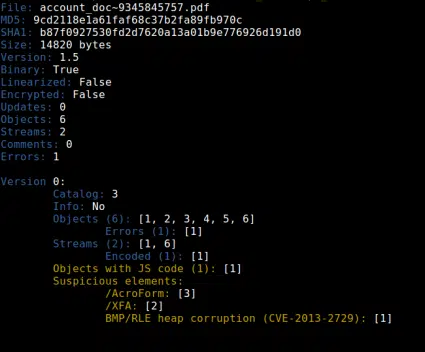 File: account_doc~9345845757.pdf
MD5: 9cd2118e1a61faf68c37b2fa89fb970c
SHA1: b87f0927530fd2d7620a13a01b9e776926d191d0
Size: 14820 bytes
Version: 1.5
Binary: True
Linearized: False
Encrypted: False
Updates: 0
Objects: 6
Streams: 2
Comments: 0
Errors: 1
Version 0:
Catalog: 3
Info: No
Objects (6): [1, 2, 3, 4, 5, 6]
Errors (1): [1]
Streams (2): [1, 6]
Encoded (1): [1]
Objects with JS code (1): [1]
Suspicious elements:
/AcroForm: [3]
/XFA: [2]
BMP/RLE heap corruption (CVE-2013-2729): [1]